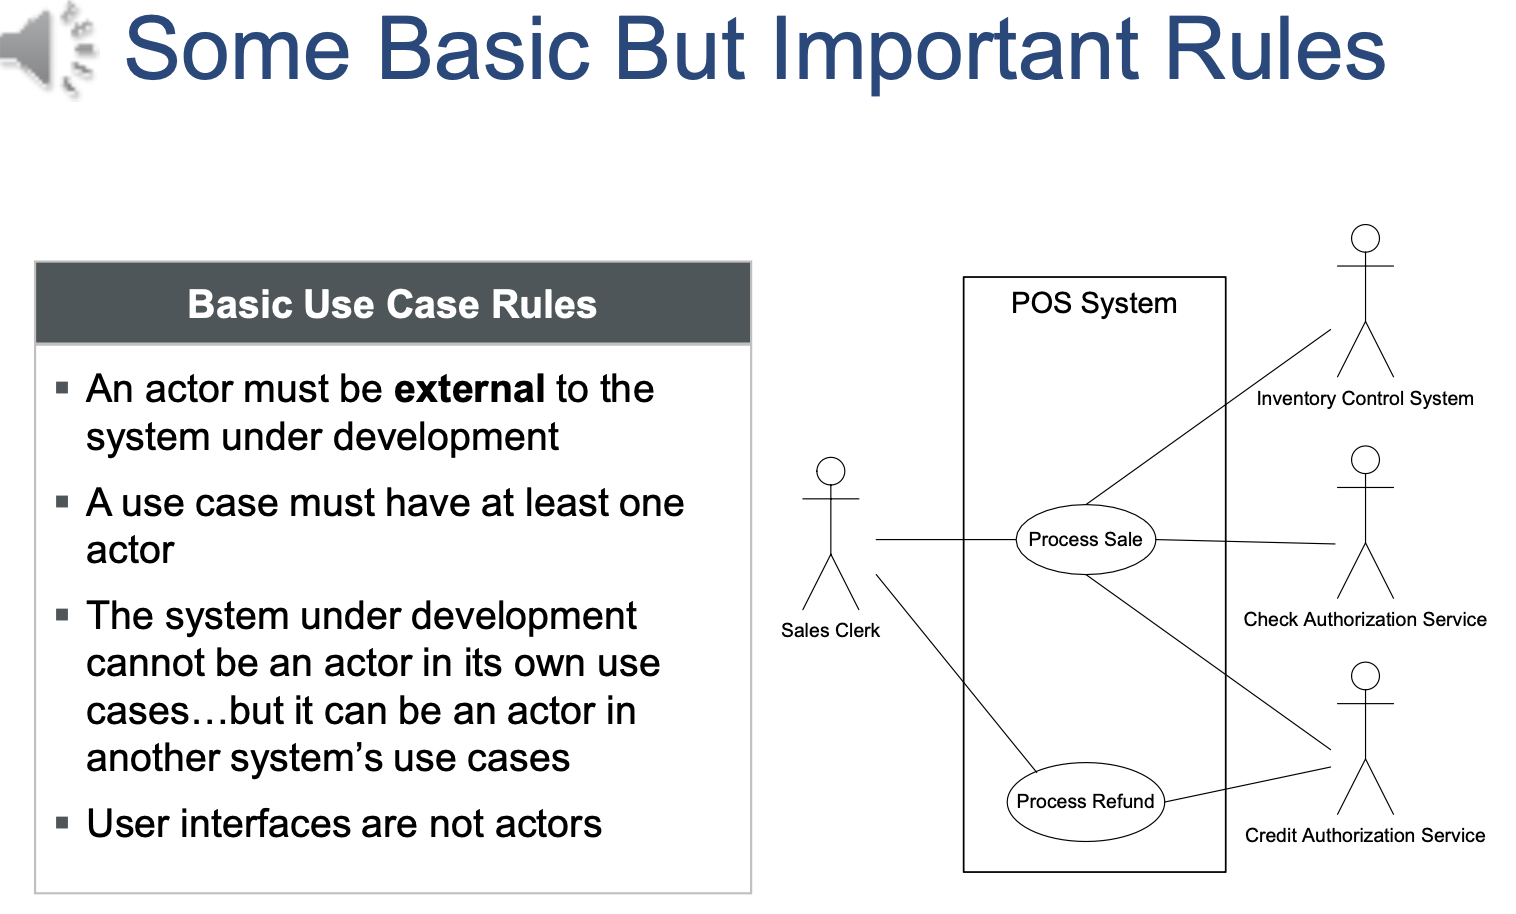 Some Basic But Important Rules
Basic Use Case Rules
▪ An actor must be external to the
system under development
▪ A use case must have at least one
actor
▪ The system under development
cannot be an actor in its own use
cases…but it can be an actor in
another system’s use cases
▪ User interfaces are not actors
POS System
Inventory Control System
Process Sale
Check Authorization Service
Sales Clerk
Process Refund
Credit Authorization Service